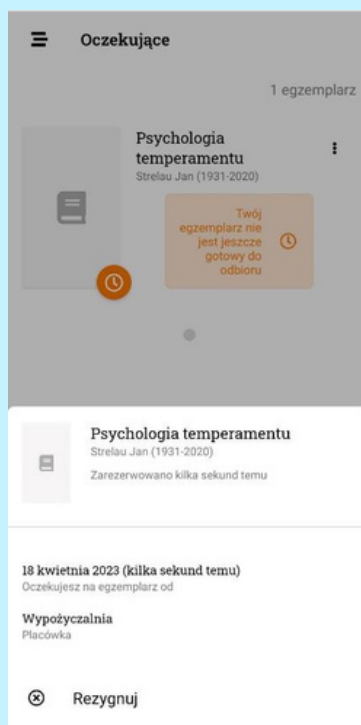 Oczekujące
1 egzemplarz
Psychologia
temperamentu
Strelau Jan (1931-2020)
Twój
egzemplarz nie
jest jeszcze
gotowy do
odbioru
Psychologia temperamentu
Strelau Jan (1931-2020)
Zarezerwowano kilka sekund temu
18 kwietnia 2023 (kilka sekund temu)
Oczekujesz na egzemplarz od
Wypożyczalnia
Placówka
Rezygnuj